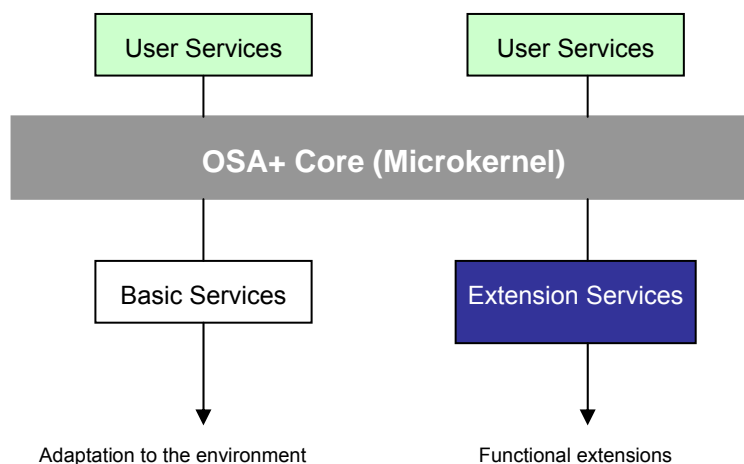 User Services
User Services
OSA+ Core (Microkernel)
Basic Services
Extension Services
Adaptation to the environment
Functional extensions